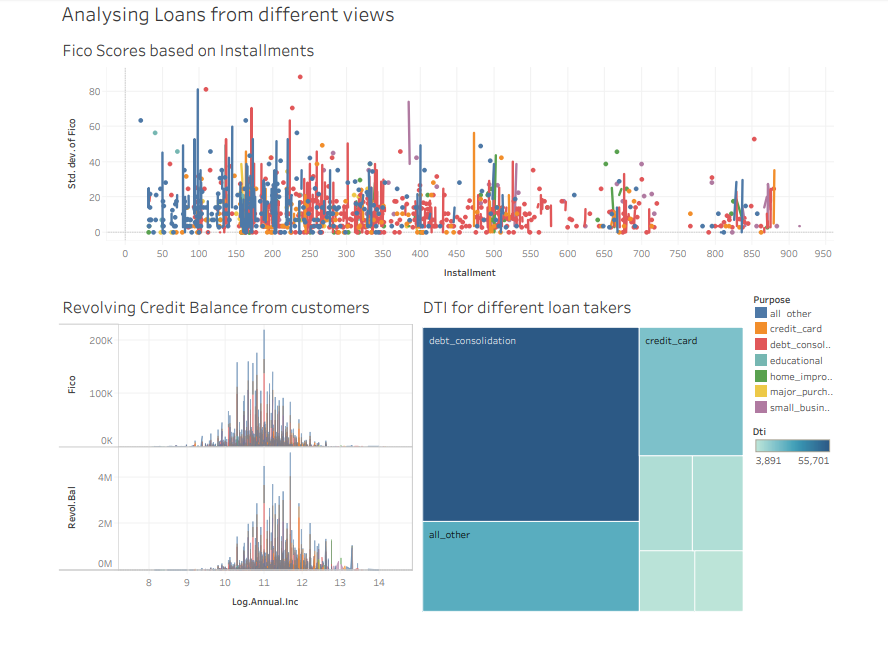 Analysing Loans from different views
Fico Scores based on Installments
Std. dev. of Fico
80
60
40
20
0
0 50 100 150 200 250 300 350 400 450 500 550 600 650 700 750 800 850 900 950
Installment
Revolving Credit Balance from customers
Fico
200K
100K
0K
Revol.Bal
4M
2M
0M
8 9 10 11 12 13 14
Log.Annual.Inc
DTI for different loan takers
debt_consolidation
credit_card
all_other
Purpose
all_other
credit_card
debt_consol..
educational
home_impro..
major_purch..
small_busin..
Dti
3,891 55,701